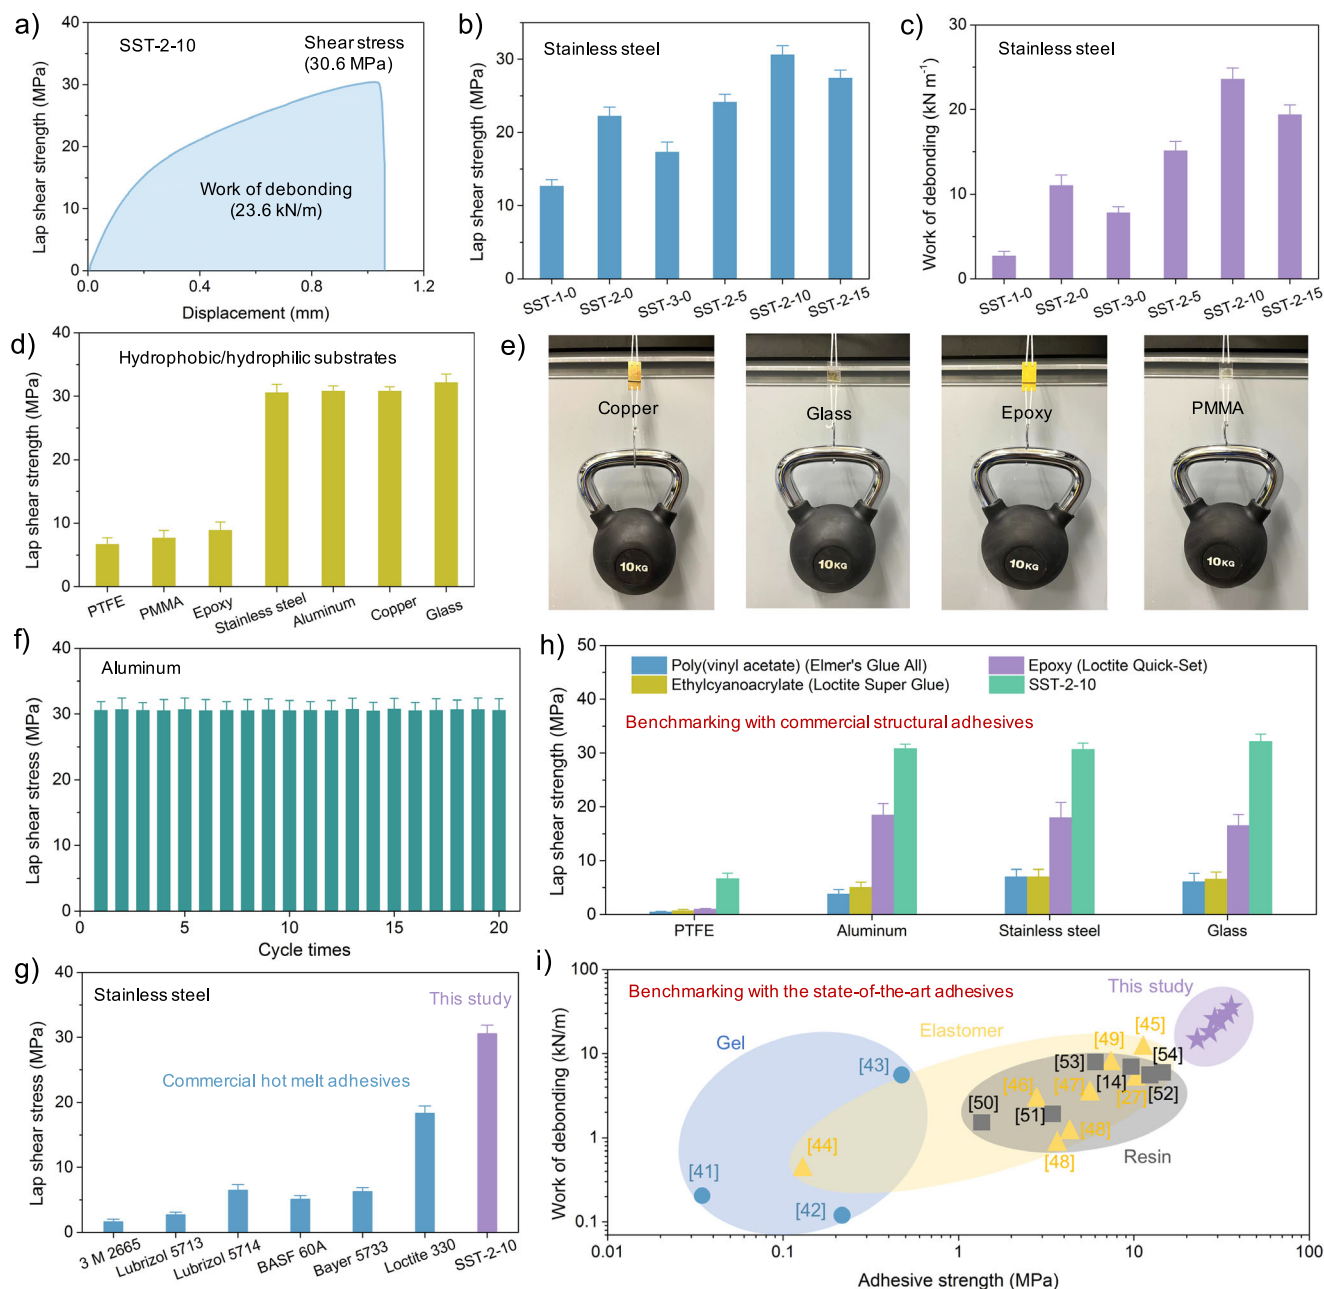 a)
SST-2-10
Shear stress
(30.6 MPa)
Work of debonding
(23.6 kN/m)
Lap shear strength (MPa)
40
30
20
10
0
0.0 0.4 0.8 1.2
Displacement (mm)
b)
Stainless steel
Lap shear strength (MPa)
30
20
10
0
SST-1-0 SST-2-0 SST-3-0 SST-2-5 SST-2-10 SST-2-15
c)
Stainless steel
Work of debonding (kN m⁻¹)
30
20
10
0
SST-1-0 SST-2-0 SST-3-0 SST-2-5 SST-2-10 SST-2-15
d)
Hydrophobic/hydrophilic substrates
Lap shear strength (MPa)
40
30
20
10
0
PTFE PMMA Epoxy Stainless steel Aluminum Copper Glass
e)
Copper
10KG
Glass
10KG
Epoxy
10KG
PMMA
10KG
f)
Aluminum
Lap shear stress (MPa)
40
30
20
10
0
0 5 10 15 20
Cycle times
h)
Poly(vinyl acetate) (Elmer's Glue All)
Ethylcyanoacrylate (Loctite Super Glue)
Epoxy (Loctite Quick-Set)
SST-2-10
Benchmarking with commercial structural adhesives
Lap shear strength (MPa)
50
40
30
20
10
0
PTFE Aluminum Stainless steel Glass
g)
Stainless steel
This study
Commercial hot melt adhesives
Lap shear stress (MPa)
40
30
20
10
0
3 M 2665 Lubrizol 5713 Lubrizol 5714 BASF 60A Bayer 5733 Loctite 330 SST-2-10
i)
Benchmarking with the state-of-the-art adhesives
This study
Gel
Elastomer
Resin
[45]
[49]
[54]
[53]
[43]
[14]
[52]
[46]
[47]
[27]
[50]
[51]
[48]
[44]
[48]
[41]
[42]
Work of debonding (kN/m)
100
10
1
0.1
0.01 0.1 1 10 100
Adhesive strength (MPa)